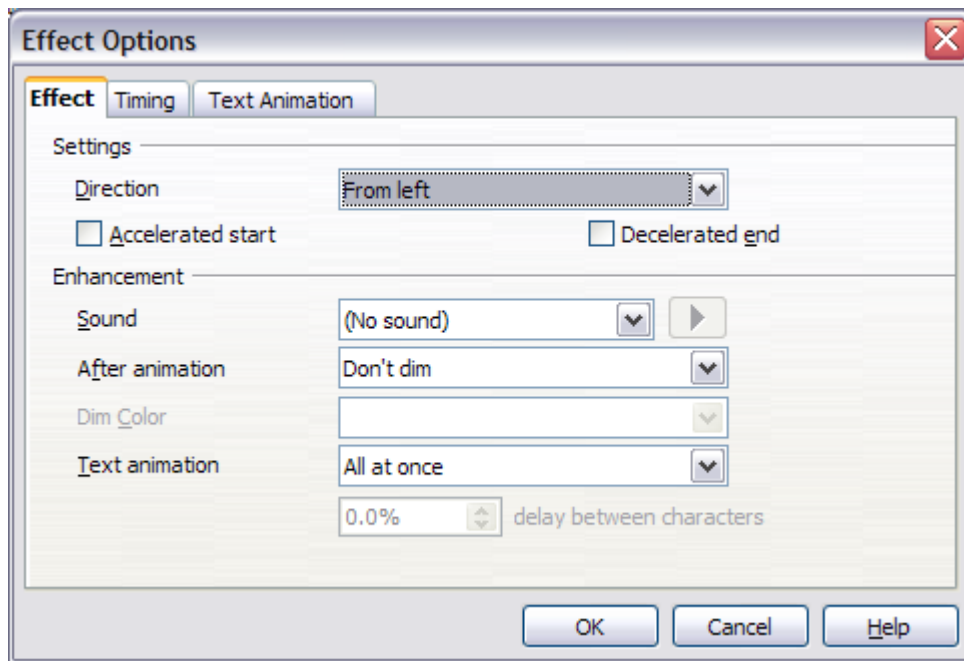 Effect Options
Effect Timing Text Animation
Settings
Direction From left
Accelerated start Decelerated end
Enhancement
Sound (No sound)
After animation Don't dim
Dim Color
Text animation All at once
0.0% delay between characters
OK Cancel Help